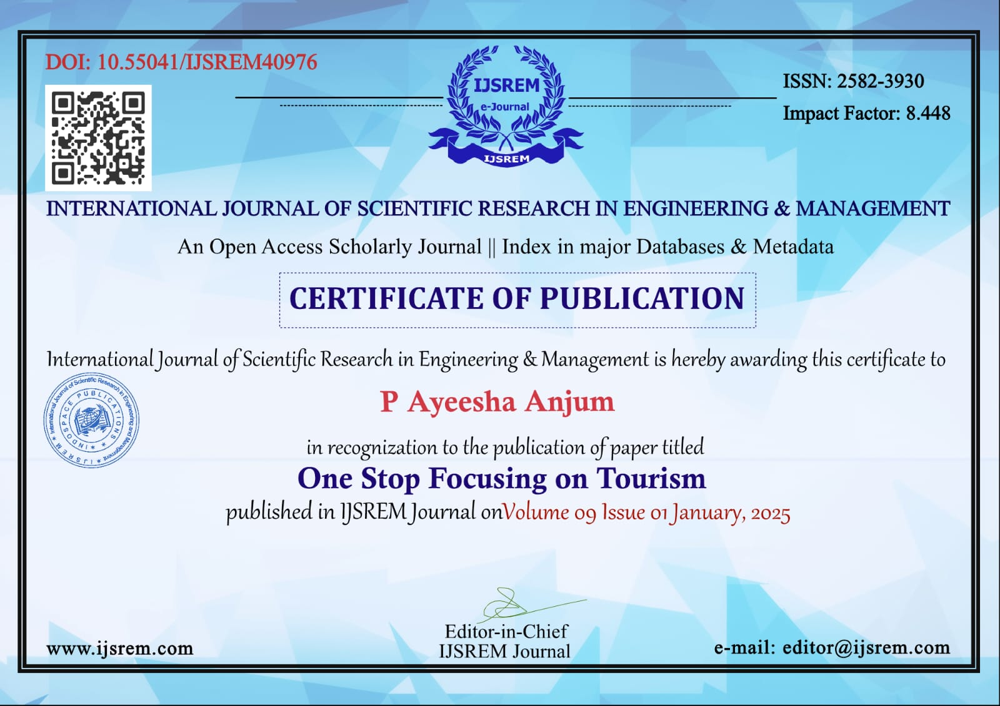 DOI: 10.55041/IJSREM40976
IJSREM
e-Journal
IJSREM
ISSN: 2582-3930
Impact Factor: 8.448
INTERNATIONAL JOURNAL OF SCIENTIFIC RESEARCH IN ENGINEERING & MANAGEMENT
An Open Access Scholarly Journal || Index in major Databases & Metadata
CERTIFICATE OF PUBLICATION
International Journal of Scientific Research in Engineering & Management is hereby awarding this certificate to
International Journal of Scientific Research in Engineering and Management * IJSREM *
INDOSPACE PUBLICATIONS *
P Ayeesha Anjum
in recognization to the publication of paper titled
One Stop Focusing on Tourism
published in IJSREM Journal onVolume 09 Issue 01 January, 2025
Editor-in-Chief
IJSREM Journal
www.ijsrem.com
e-mail: editor@ijsrem.com